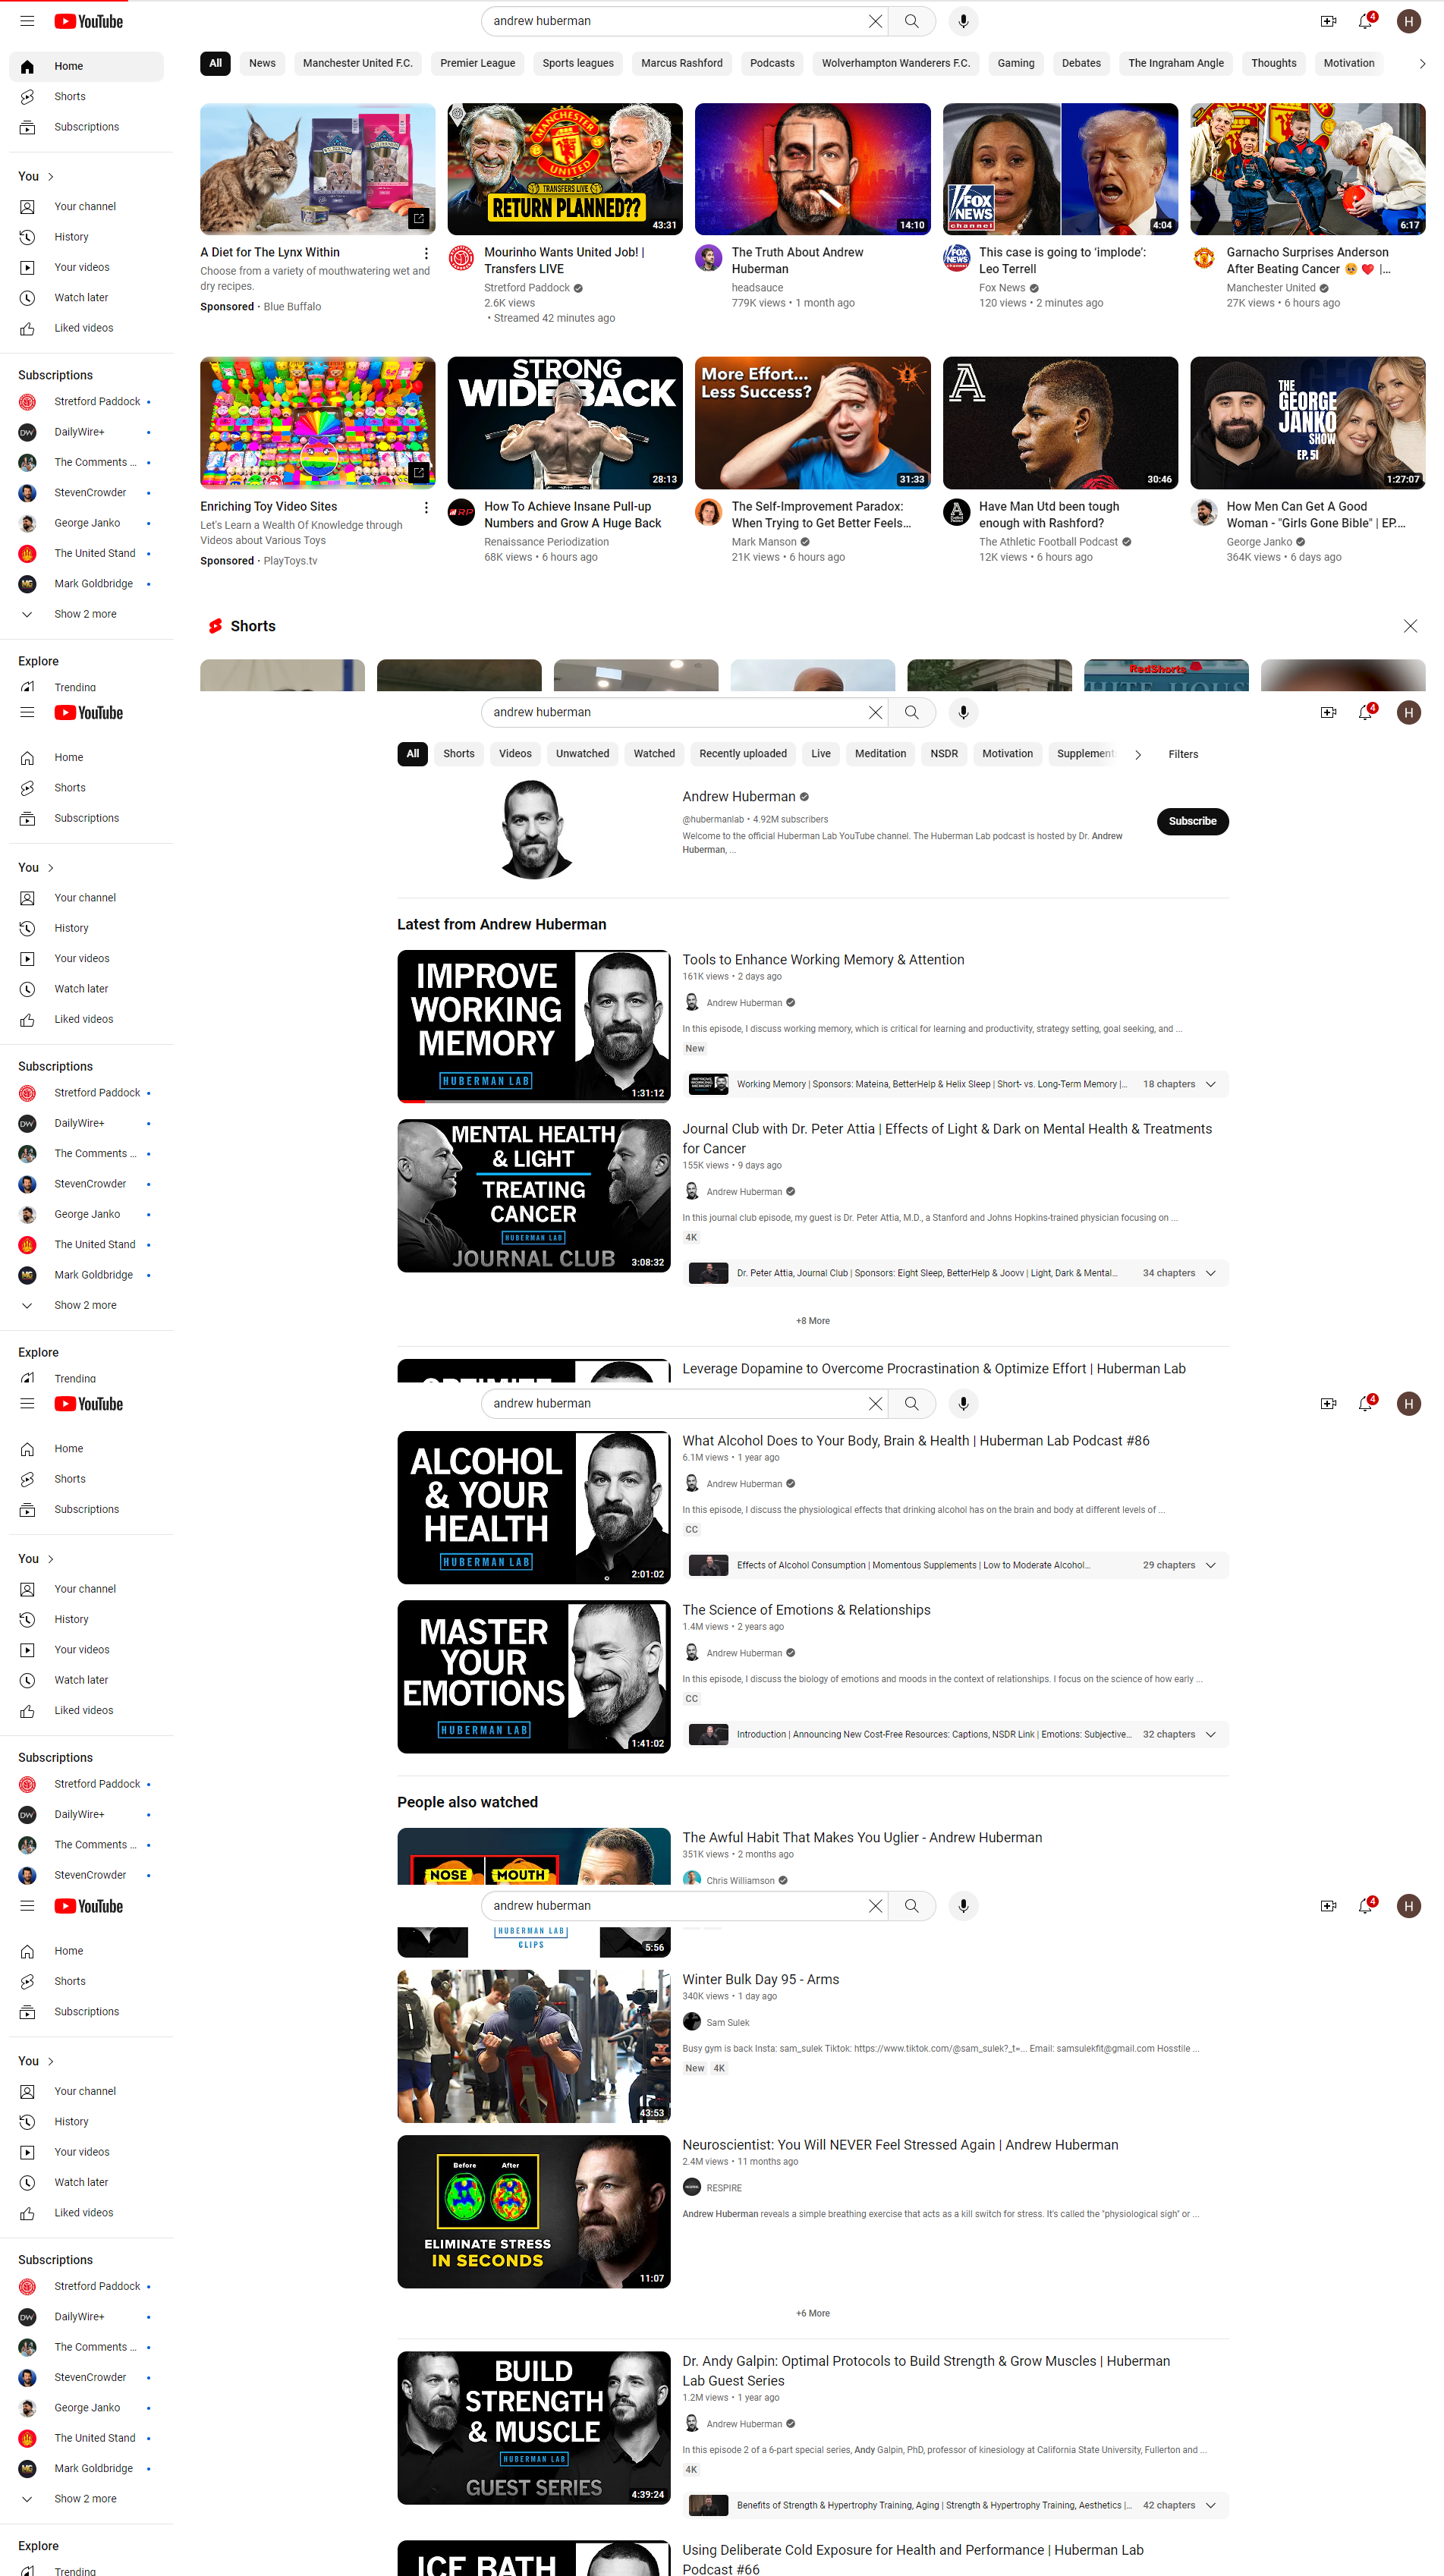 YouTube
andrew huberman
4
H
Home
Shorts
Subscriptions
You
Your channel
History
Your videos
Watch later
Liked videos
Subscriptions
Stretford Paddock
DailyWire+
The Comments ...
StevenCrowder
George Janko
The United Stand
Mark Goldbridge
Show 2 more
Explore
Trending
All News Manchester United F.C. Premier League Sports leagues Marcus Rashford Podcasts Wolverhampton Wanderers F.C. Gaming Debates The Ingraham Angle Thoughts Motivation
A Diet for The Lynx Within
Choose from a variety of mouthwatering wet and
dry recipes.
Sponsored · Blue Buffalo
MANCHESTER
UNITED
TRANSFERS LIVE
RETURN PLANNED??
43:31
Mourinho Wants United Job! |
Transfers LIVE
Stretford Paddock
2.6K views
• Streamed 42 minutes ago
14:10
The Truth About Andrew
Huberman
headsauce
779K views • 1 month ago
FOX
NEWS
channel
4:04
This case is going to ‘implode’:
Leo Terrell
Fox News
120 views • 2 minutes ago
6:17
Garnacho Surprises Anderson
After Beating Cancer 🥹 ❤️ |...
Manchester United
27K views • 6 hours ago
Enriching Toy Video Sites
Let's Learn a Wealth Of Knowledge through
Videos about Various Toys
Sponsored · PlayToys.tv
STRONG
WIDE BACK
28:13
How To Achieve Insane Pull-up
Numbers and Grow A Huge Back
RP
Renaissance Periodization
68K views • 6 hours ago
More Effort...
Less Success?
31:33
The Self-Improvement Paradox:
When Trying to Get Better Feels...
Mark Manson
21K views • 6 hours ago
A
30:46
Have Man Utd been tough
enough with Rashford?
The Athletic Football Podcast
12K views • 6 hours ago
THE
GEORGE
JANKO
SHOW
EP. 51
1:27:07
How Men Can Get A Good
Woman - "Girls Gone Bible" | EP....
George Janko
364K views • 6 days ago
Shorts
RedShorts
WHITE HOUS
YouTube
andrew huberman
4
H
Home
Shorts
Subscriptions
You
Your channel
History
Your videos
Watch later
Liked videos
Subscriptions
Stretford Paddock
DailyWire+
The Comments ...
StevenCrowder
George Janko
The United Stand
Mark Goldbridge
Show 2 more
Explore
Trending
All Shorts Videos Unwatched Watched Recently uploaded Live Meditation NSDR Motivation Supplement Filters
Andrew Huberman
@hubermanlab • 4.92M subscribers
Welcome to the official Huberman Lab YouTube channel. The Huberman Lab podcast is hosted by Dr. Andrew
Huberman, ...
Subscribe
Latest from Andrew Huberman
IMPROVE
WORKING
MEMORY
HUBERMAN LAB
1:31:12
Tools to Enhance Working Memory & Attention
161K views • 2 days ago
Andrew Huberman
In this episode, I discuss working memory, which is critical for learning and productivity, strategy setting, goal seeking, and ...
New
Working Memory | Sponsors: Mateina, BetterHelp & Helix Sleep | Short- vs. Long-Term Memory |... 18 chapters
MENTAL HEALTH
& LIGHT
TREATING
CANCER
HUBERMAN LAB
JOURNAL CLUB
3:08:32
Journal Club with Dr. Peter Attia | Effects of Light & Dark on Mental Health & Treatments
for Cancer
155K views • 9 days ago
Andrew Huberman
In this journal club episode, my guest is Dr. Peter Attia, M.D., a Stanford and Johns Hopkins-trained physician focusing on ...
4K
Dr. Peter Attia, Journal Club | Sponsors: Eight Sleep, BetterHelp & Joovv | Light, Dark & Mental... 34 chapters
+8 More
Leverage Dopamine to Overcome Procrastination & Optimize Effort | Huberman Lab
YouTube
andrew huberman
4
H
Home
Shorts
Subscriptions
You
Your channel
History
Your videos
Watch later
Liked videos
Subscriptions
Stretford Paddock
DailyWire+
The Comments ...
StevenCrowder
ALCOHOL
& YOUR
HEALTH
HUBERMAN LAB
2:01:02
What Alcohol Does to Your Body, Brain & Health | Huberman Lab Podcast #86
6.1M views • 1 year ago
Andrew Huberman
In this episode, I discuss the physiological effects that drinking alcohol has on the brain and body at different levels of ...
CC
Effects of Alcohol Consumption | Momentous Supplements | Low to Moderate Alcohol... 29 chapters
MASTER
YOUR
EMOTIONS
HUBERMAN LAB
1:41:02
The Science of Emotions & Relationships
1.4M views • 2 years ago
Andrew Huberman
In this episode, I discuss the biology of emotions and moods in the context of relationships. I focus on the science of how early ...
CC
Introduction | Announcing New Cost-Free Resources: Captions, NSDR Link | Emotions: Subjective... 32 chapters
People also watched
NOSE MOUTH
The Awful Habit That Makes You Uglier - Andrew Huberman
351K views • 2 months ago
Chris Williamson
YouTube
andrew huberman
4
H
Home
Shorts
Subscriptions
You
Your channel
History
Your videos
Watch later
Liked videos
Subscriptions
Stretford Paddock
DailyWire+
The Comments ...
StevenCrowder
George Janko
The United Stand
Mark Goldbridge
Show 2 more
Explore
Trending
HUBERMAN LAB
CLIPS
5:56
43:53
Winter Bulk Day 95 - Arms
340K views • 1 day ago
Sam Sulek
Busy gym is back Insta: sam_sulek Tiktok: https://www.tiktok.com/@sam_sulek?_t=... Email: samsulekfit@gmail.com Hosstile ...
New 4K
Before After
ELIMINATE STRESS
IN SECONDS
11:07
Neuroscientist: You Will NEVER Feel Stressed Again | Andrew Huberman
2.4M views • 11 months ago
RESPIRE
Andrew Huberman reveals a simple breathing exercise that acts as a kill switch for stress. It's called the "physiological sigh" or ...
+6 More
BUILD
STRENGTH
& MUSCLE
HUBERMAN LAB
GUEST SERIES
4:39:24
Dr. Andy Galpin: Optimal Protocols to Build Strength & Grow Muscles | Huberman
Lab Guest Series
1.2M views • 1 year ago
Andrew Huberman
In this episode 2 of a 6-part special series, Andy Galpin, PhD, professor of kinesiology at California State University, Fullerton and ...
4K
Benefits of Strength & Hypertrophy Training, Aging | Strength & Hypertrophy Training, Aesthetics |... 42 chapters
ICE BATH
Using Deliberate Cold Exposure for Health and Performance | Huberman Lab
Podcast #66